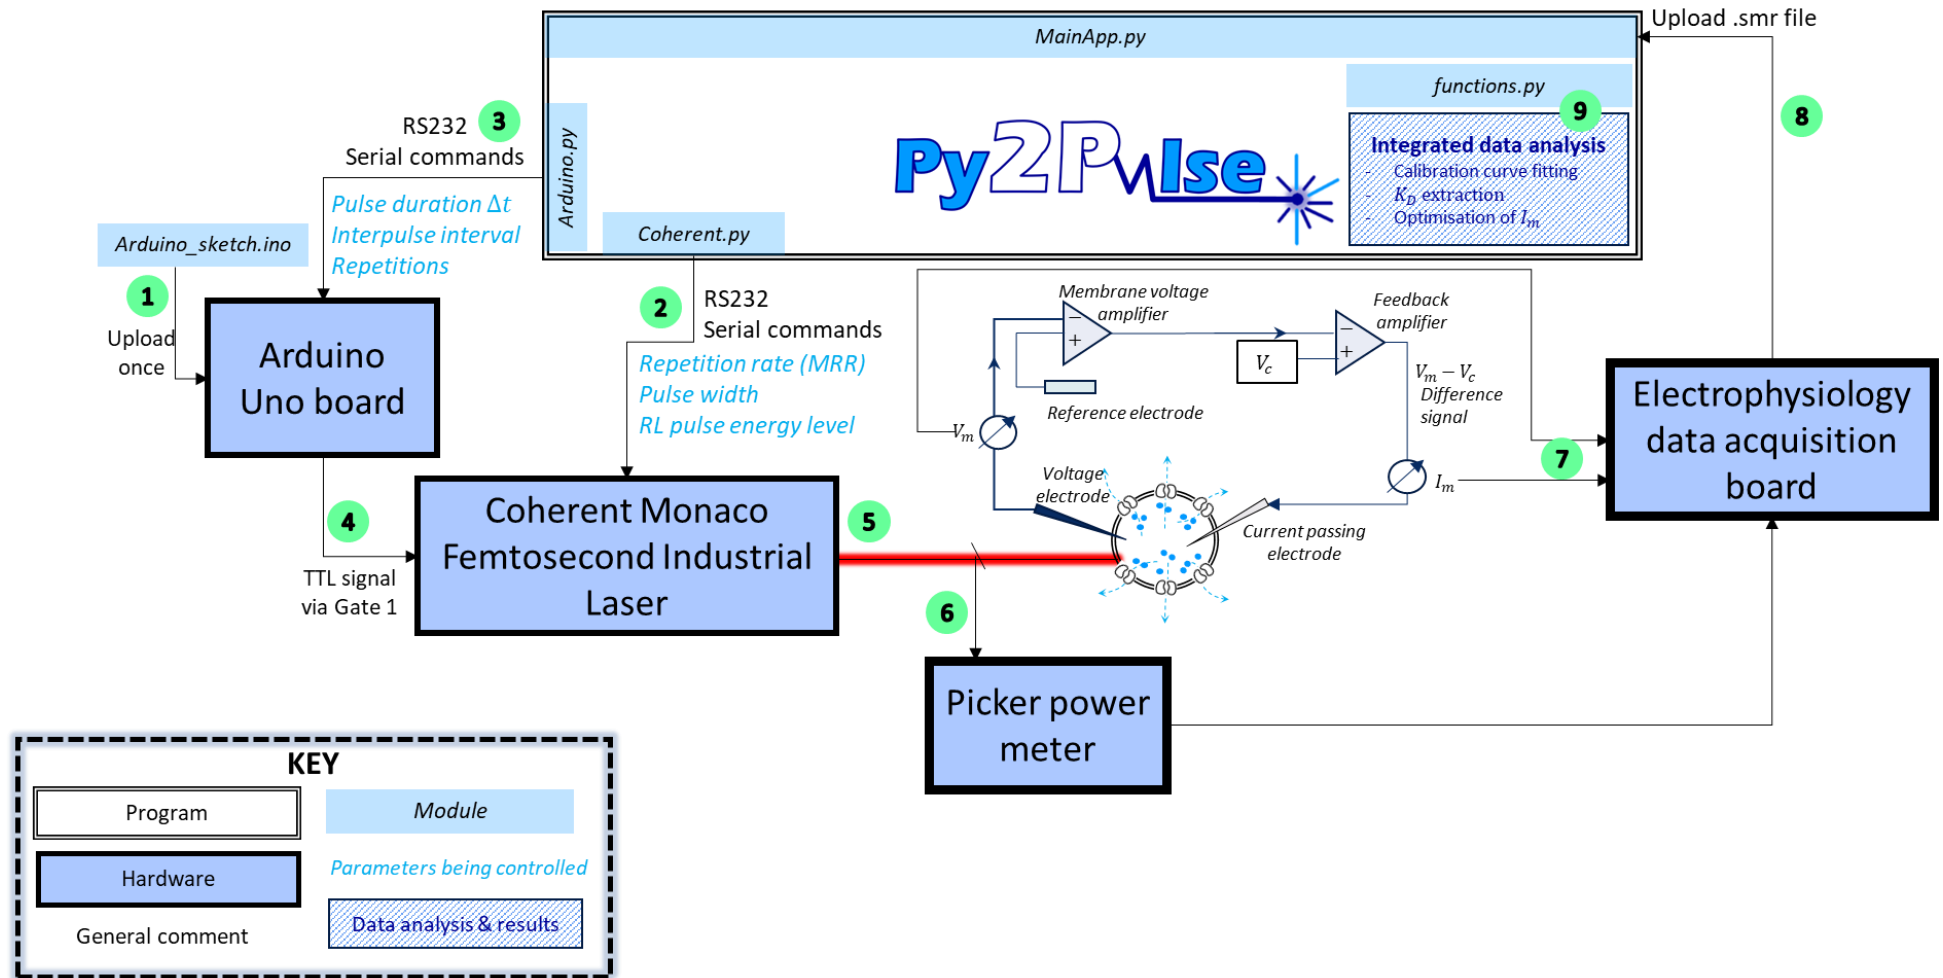 Upload .smr file
MainApp.py
functions.py
9
Integrated data analysis
- Calibration curve fitting
- K_D extraction
- Optimisation of I_m
Py2Pulse
8
3
RS232
Serial commands
Arduino.py
Pulse duration Δt
Interpulse interval
Repetitions
Coherent.py
Arduino_sketch.ino
1
Upload
once
Arduino
Uno board
2
RS232
Serial commands
Repetition rate (MRR)
Pulse width
RL pulse energy level
Membrane voltage
amplifier
−
+
Feedback
amplifier
−
+
V_c
Reference electrode
V_m − V_c
Difference
signal
V_m
Voltage
electrode
I_m
Current passing
electrode
7
Electrophysiology
data acquisition
board
4
TTL signal
via Gate 1
Coherent Monaco
Femtosecond Industrial
Laser
5
6
Picker power
meter
KEY
Program
Module
Hardware
Parameters being controlled
General comment
Data analysis & results